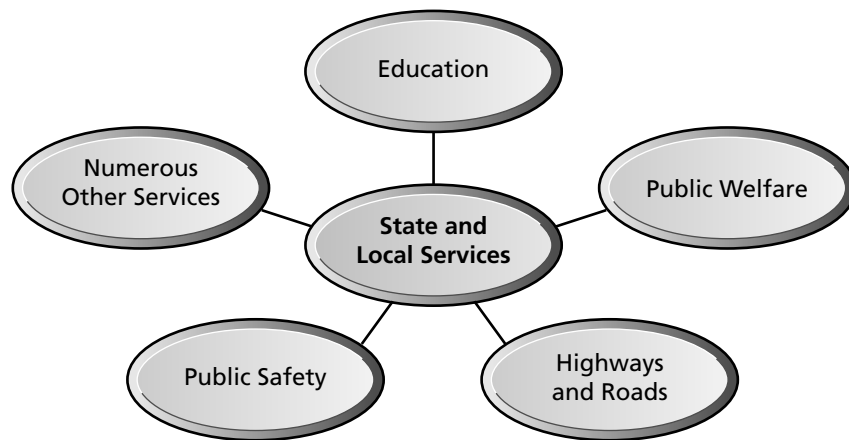 Education
Numerous
Other Services
Public Welfare
State and
Local Services
Public Safety
Highways
and Roads